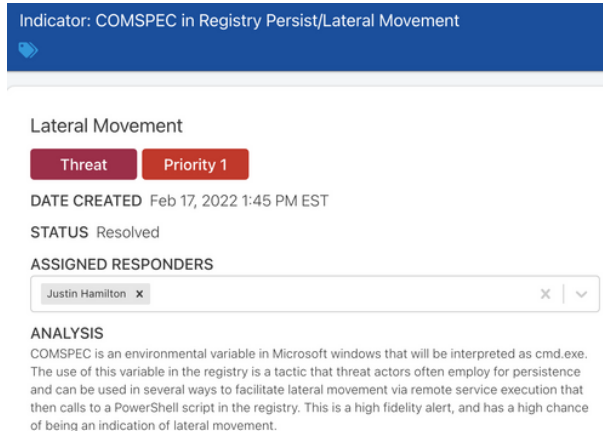 Indicator: COMSPEC in Registry Persist/Lateral Movement
Lateral Movement
Threat Priority 1
DATE CREATED Feb 17, 2022 1:45 PM EST
STATUS Resolved
ASSIGNED RESPONDERS
Justin Hamilton x
ANALYSIS
COMSPEC is an environmental variable in Microsoft windows that will be interpreted as cmd.exe.
The use of this variable in the registry is a tactic that threat actors often employ for persistence
and can be used in several ways to facilitate lateral movement via remote service execution that
then calls to a PowerShell script in the registry. This is a high fidelity alert, and has a high chance
of being an indication of lateral movement.